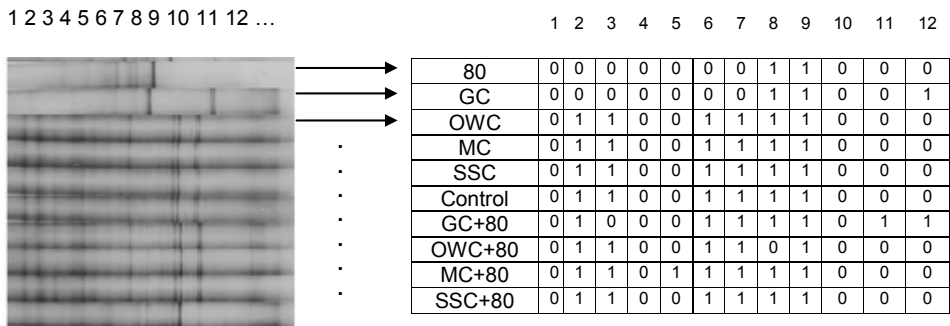 1 2 3 4 5 6 7 8 9 10 11 12 ...
1 2 3 4 5 6 7 8 9 10 11 12
80 0 0 0 0 0 0 0 1 1 0 0 0
GC 0 0 0 0 0 0 0 1 1 0 0 1
OWC 0 1 1 0 0 1 1 1 1 0 0 0
MC 0 1 1 0 0 1 1 1 1 0 0 0
SSC 0 1 1 0 0 1 1 1 1 0 0 0
Control 0 1 1 0 0 1 1 1 1 0 0 0
GC+80 0 1 0 0 0 1 1 1 1 0 1 1
OWC+80 0 1 1 0 0 1 1 0 1 0 0 0
MC+80 0 1 1 0 1 1 1 1 1 0 0 0
SSC+80 0 1 1 0 0 1 1 1 1 0 0 0